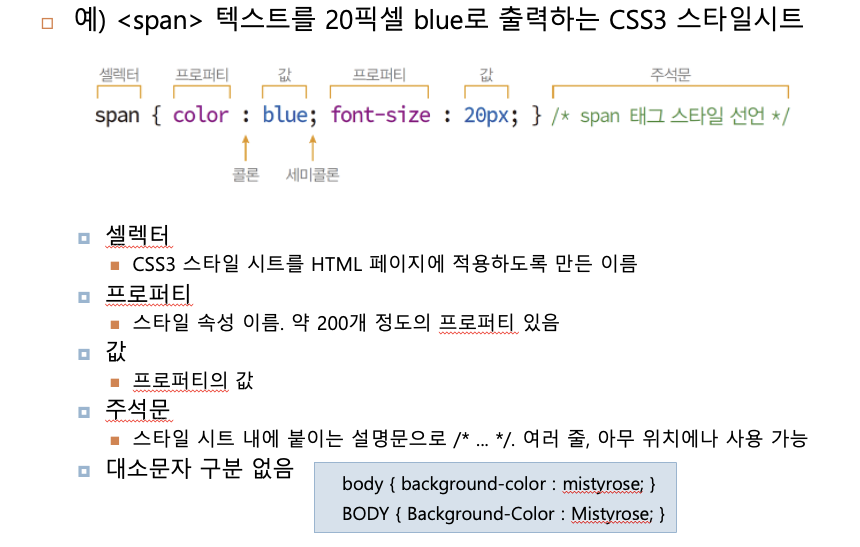 예) <span> 텍스트를 20픽셀 blue로 출력하는 CSS3 스타일시트
셀렉터 프로퍼티 값 프로퍼티 값 주석문
span { color : blue; font-size : 20px; } /* span 태그 스타일 선언 */
콜론 세미콜론
셀렉터
CSS3 스타일 시트를 HTML 페이지에 적용하도록 만든 이름
프로퍼티
스타일 속성 이름. 약 200개 정도의 프로퍼티 있음
값
프로퍼티의 값
주석문
스타일 시트 내에 붙이는 설명문으로 /* ... */. 여러 줄, 아무 위치에나 사용 가능
대소문자 구분 없음
body { background-color : mistyrose; }
BODY { Background-Color : Mistyrose; }